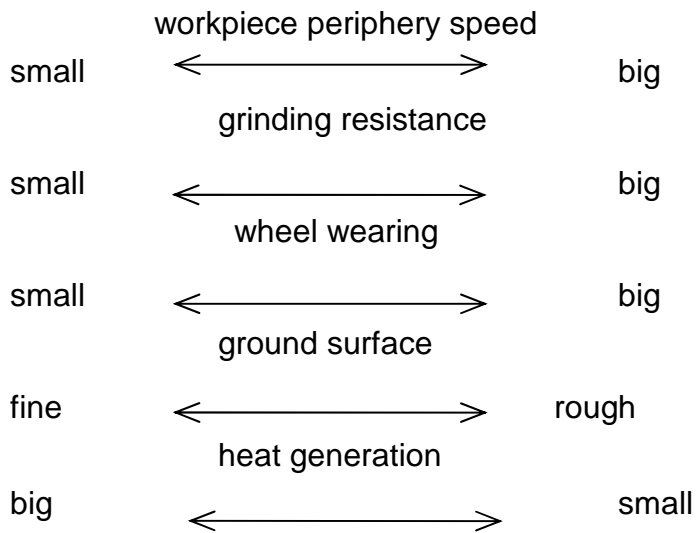 workpiece periphery speed
small big
grinding resistance
small big
wheel wearing
small big
ground surface
fine rough
heat generation
big small